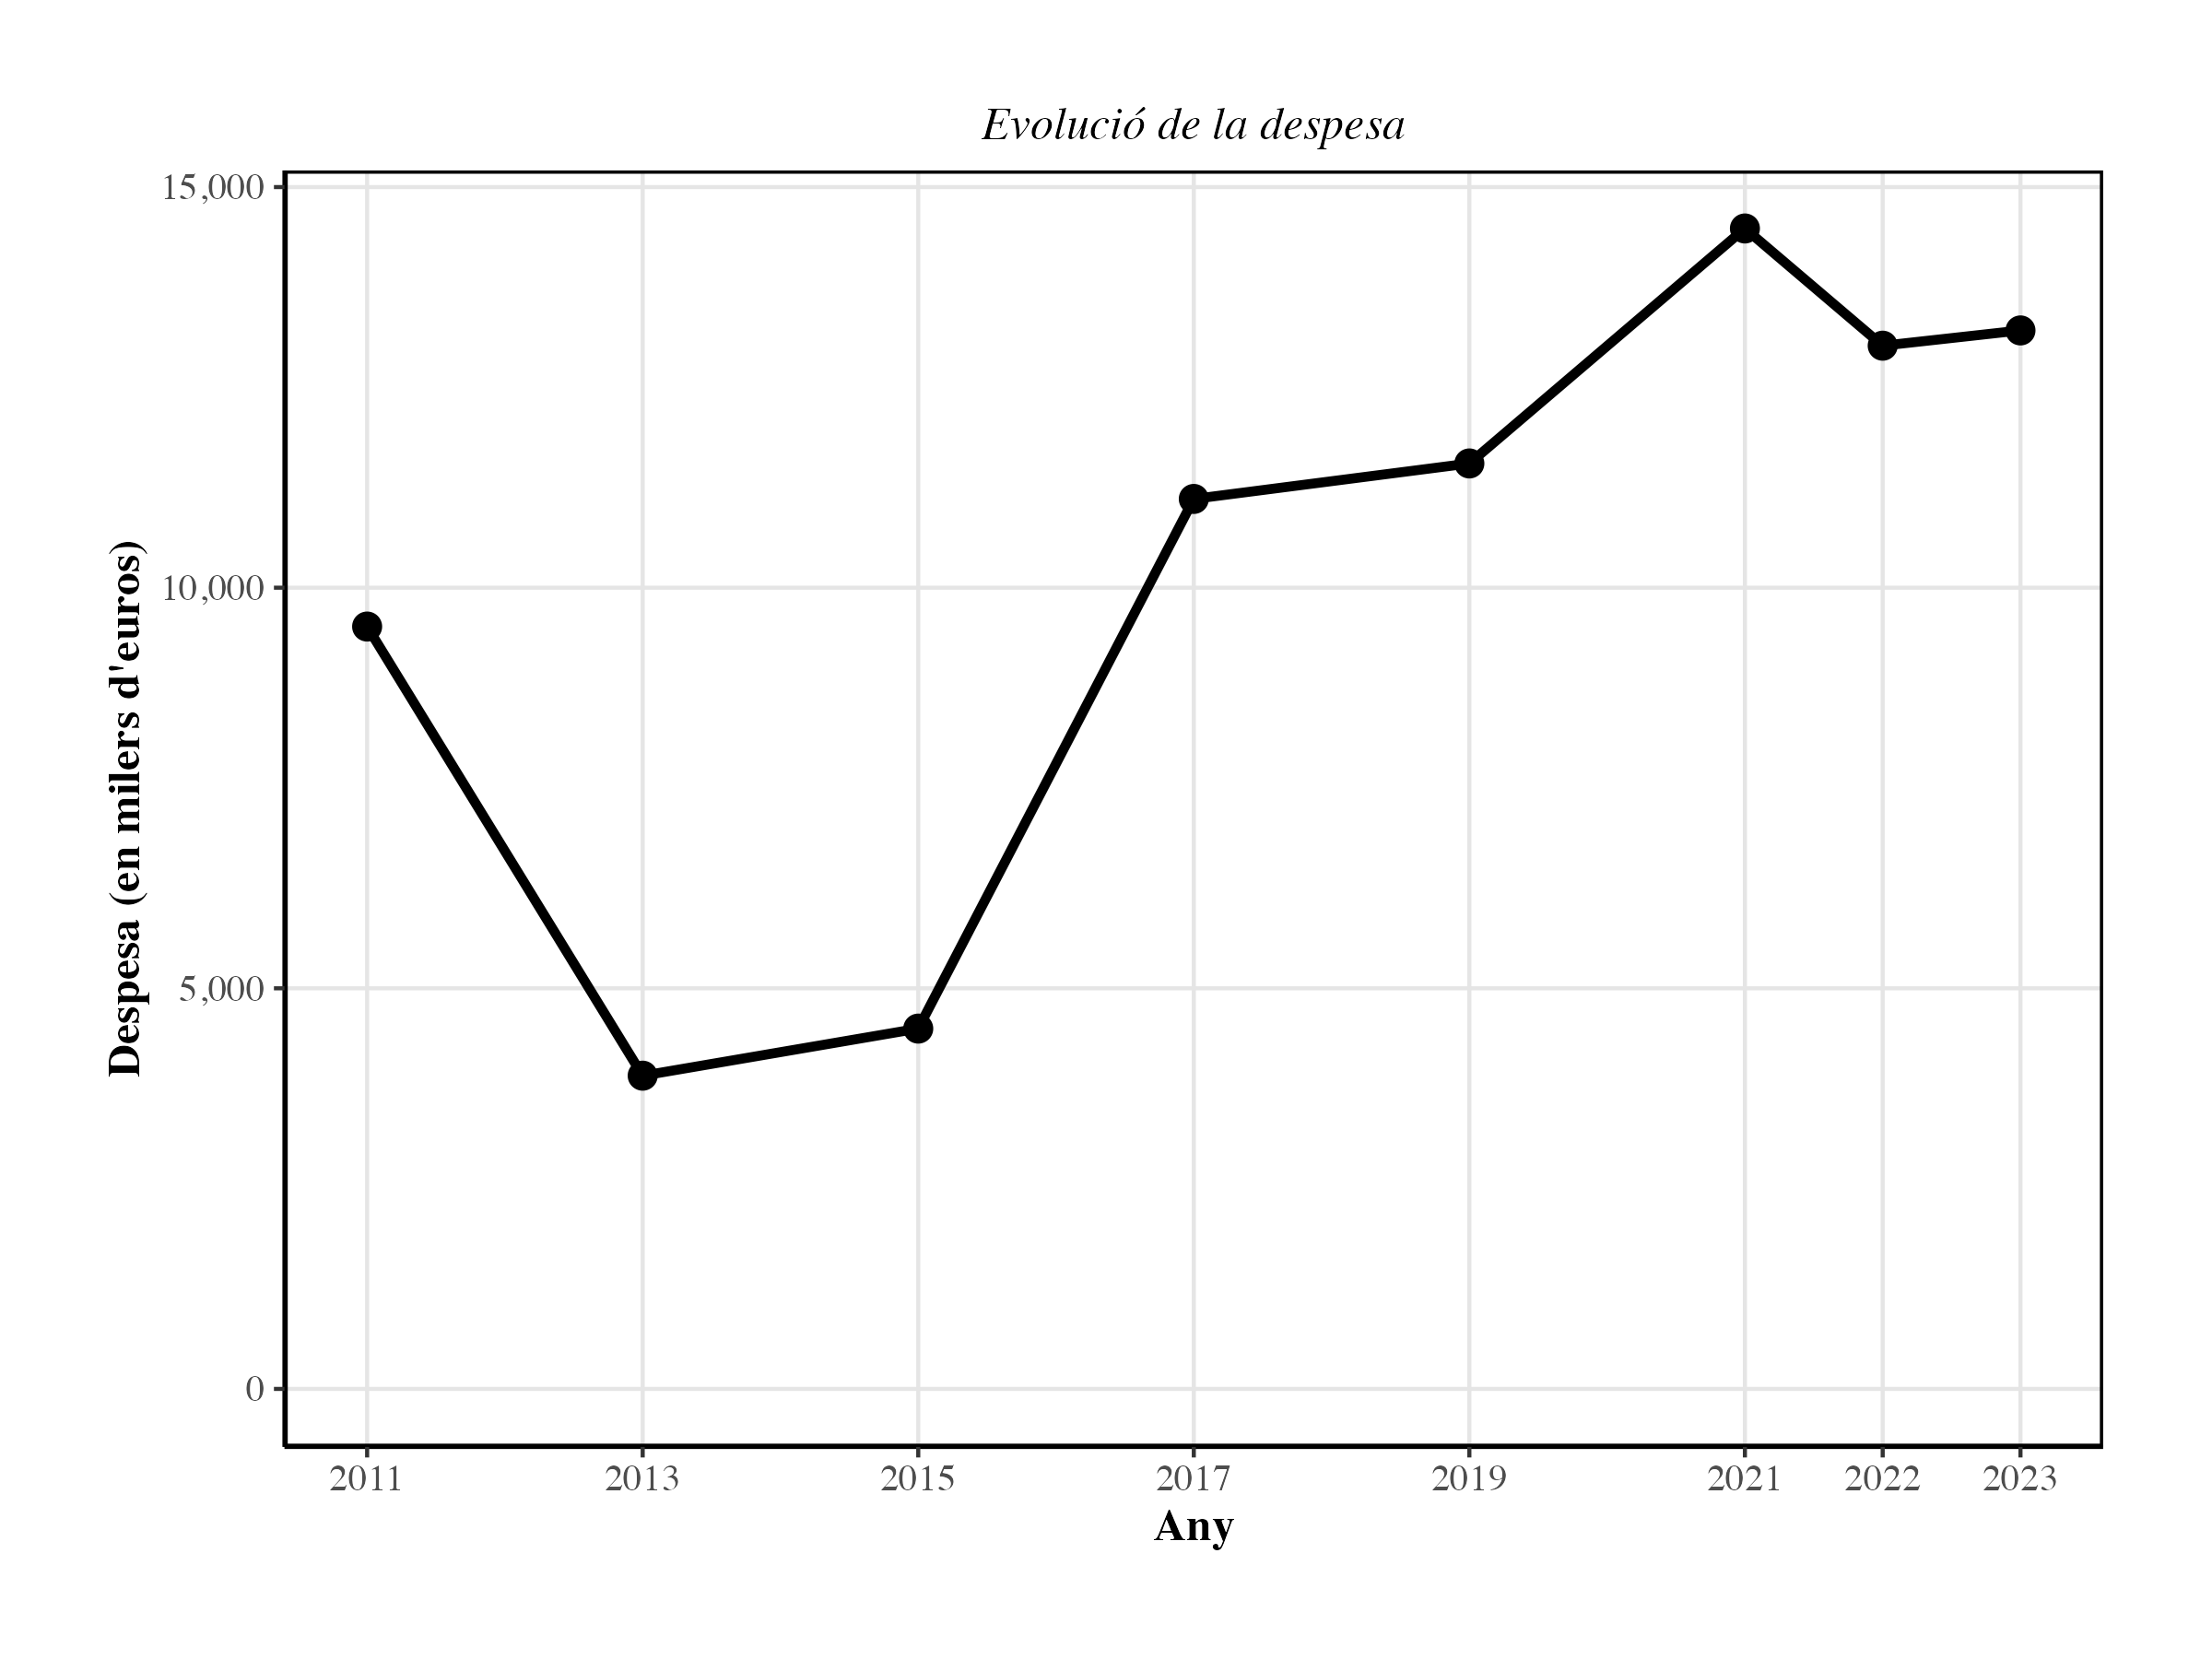 Evolució de la despesa
15,000
10,000
5,000
0
Despesa (en milers d'euros)
2011 2013 2015 2017 2019 2021 2022 2023
Any